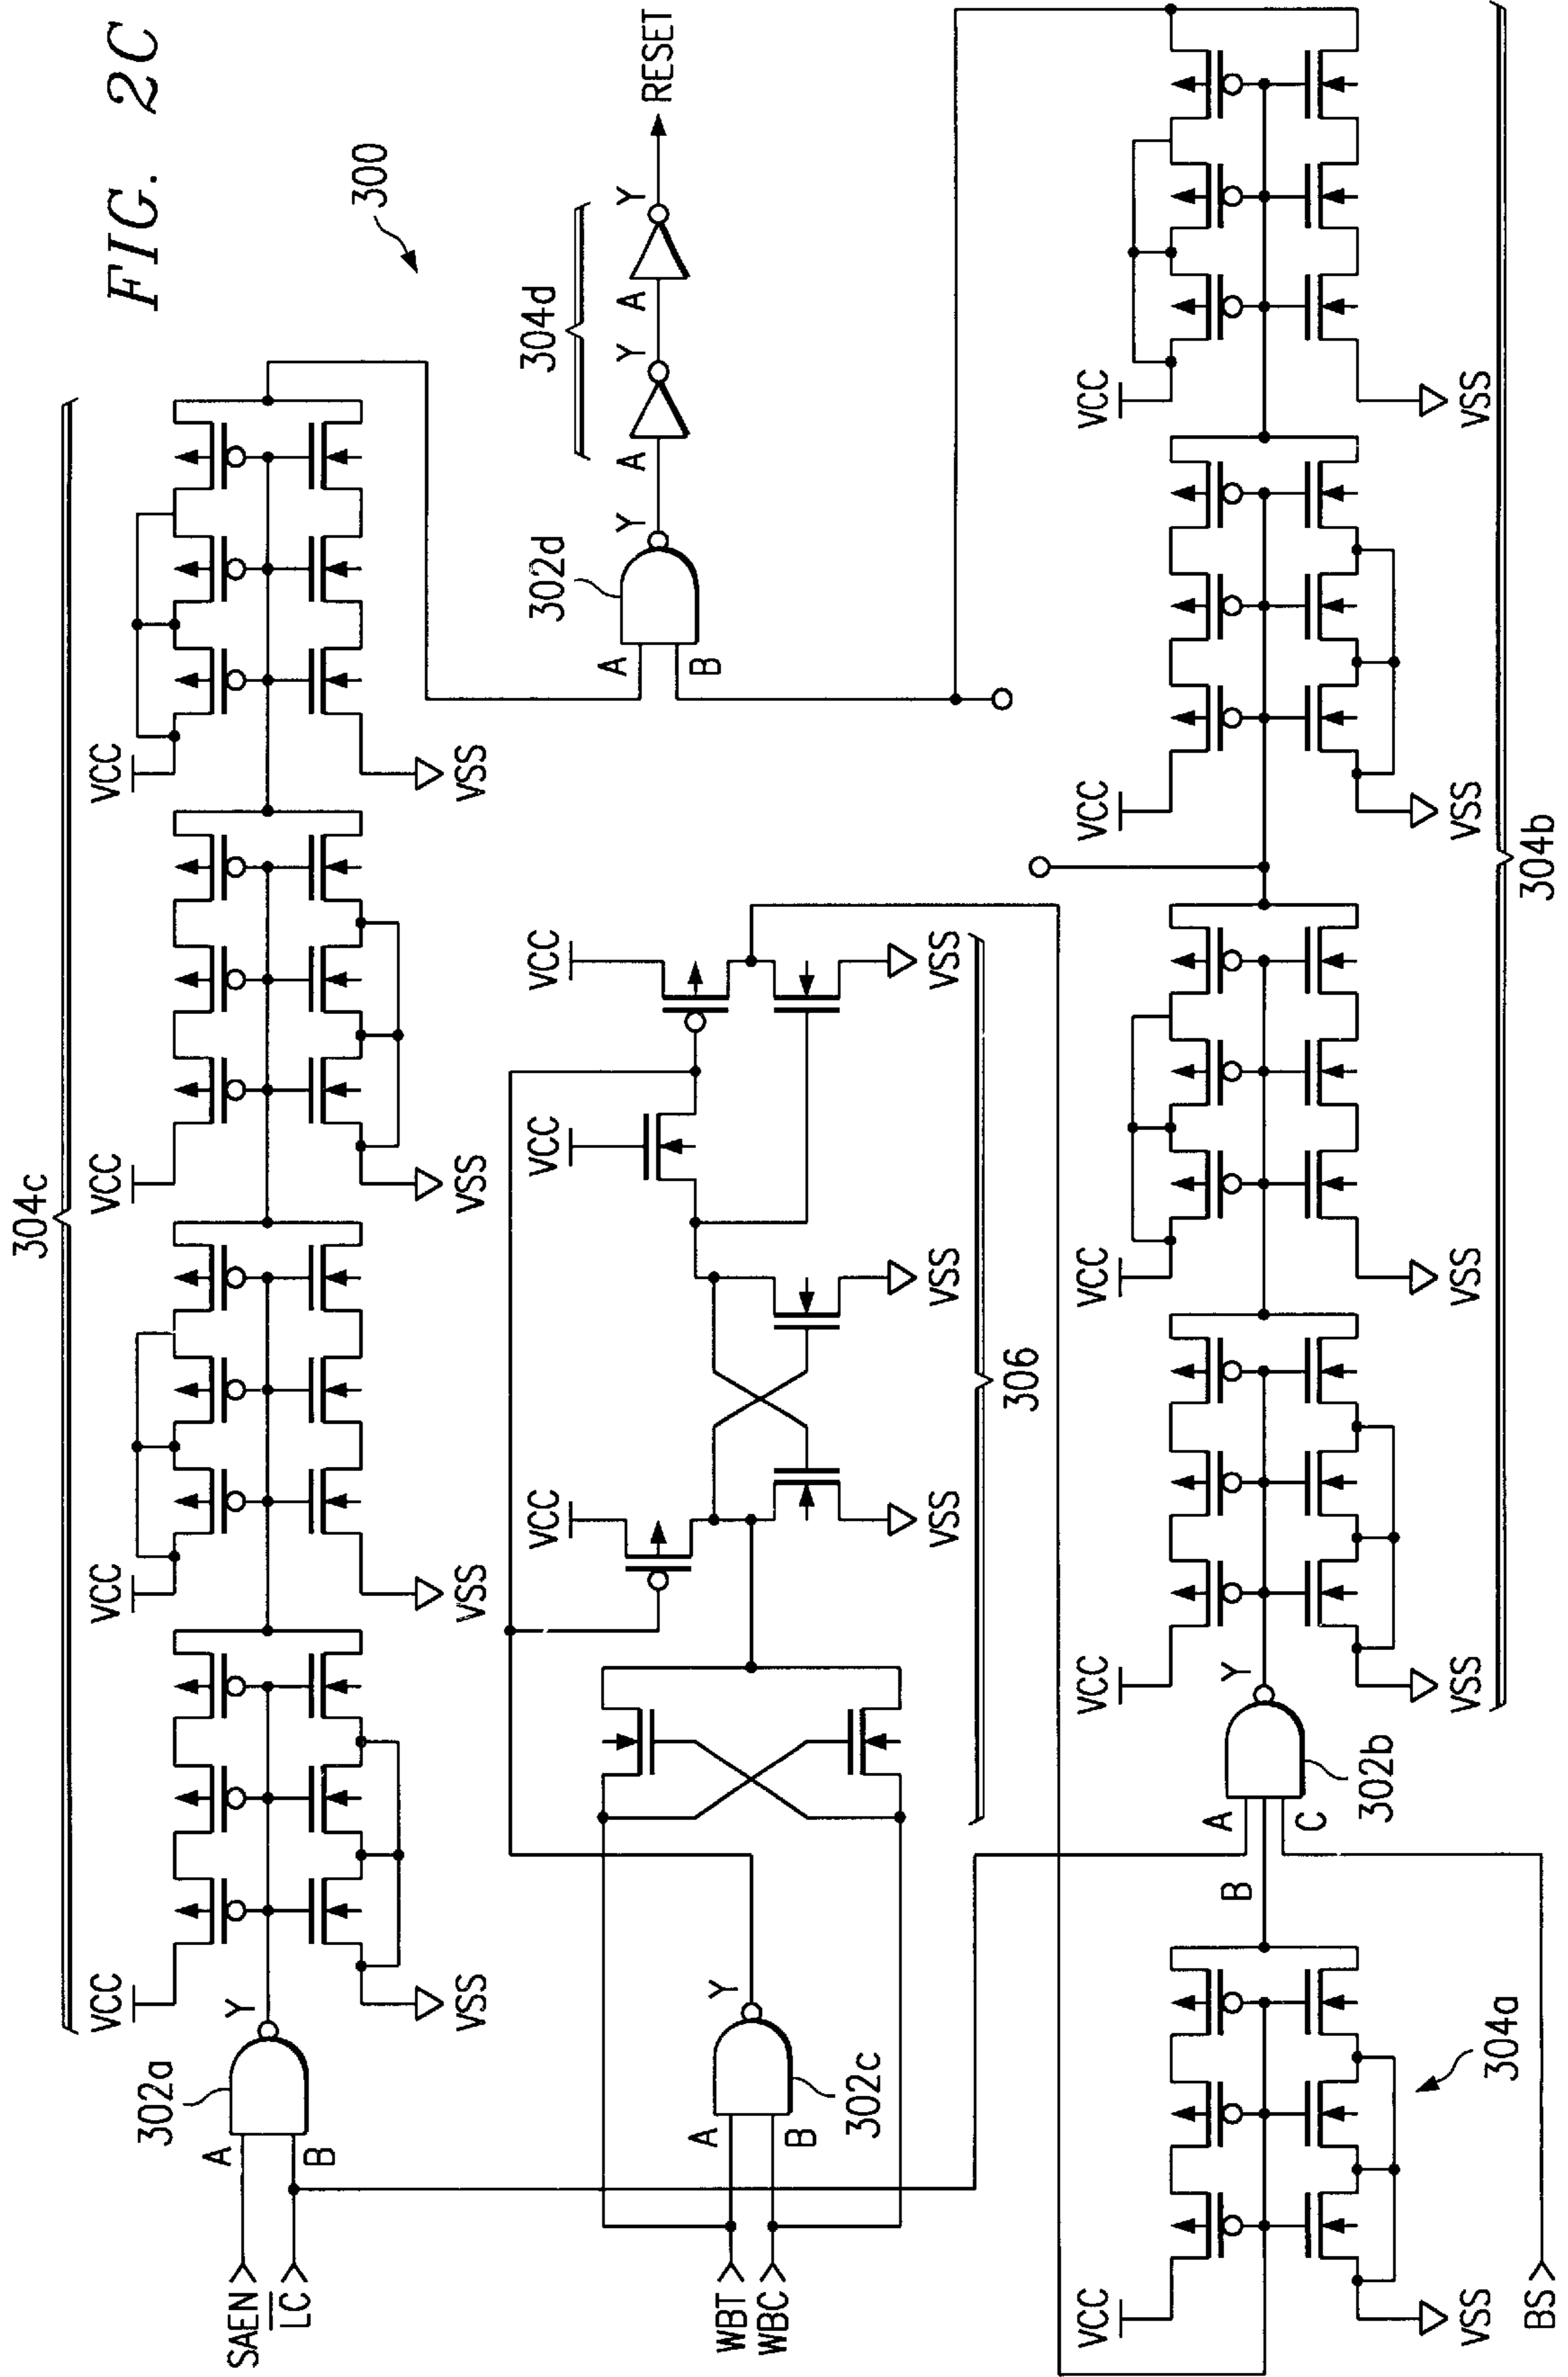 FIG. 2C
300
304c
VCC
VCC
VCC
VCC
302a
SAEN
A
Y
LC
B
VSS
VSS
VSS
VSS
304d
302d
A
Y
A
Y
A
Y
RESET
B
VCC
VCC
VCC
WBT
A
Y
WBC
B
302c
VSS
VSS
VSS
306
VCC
VCC
VCC
VCC
VCC
A
Y
B
C
302b
304a
VSS
VSS
VSS
VSS
VSS
304b
BS